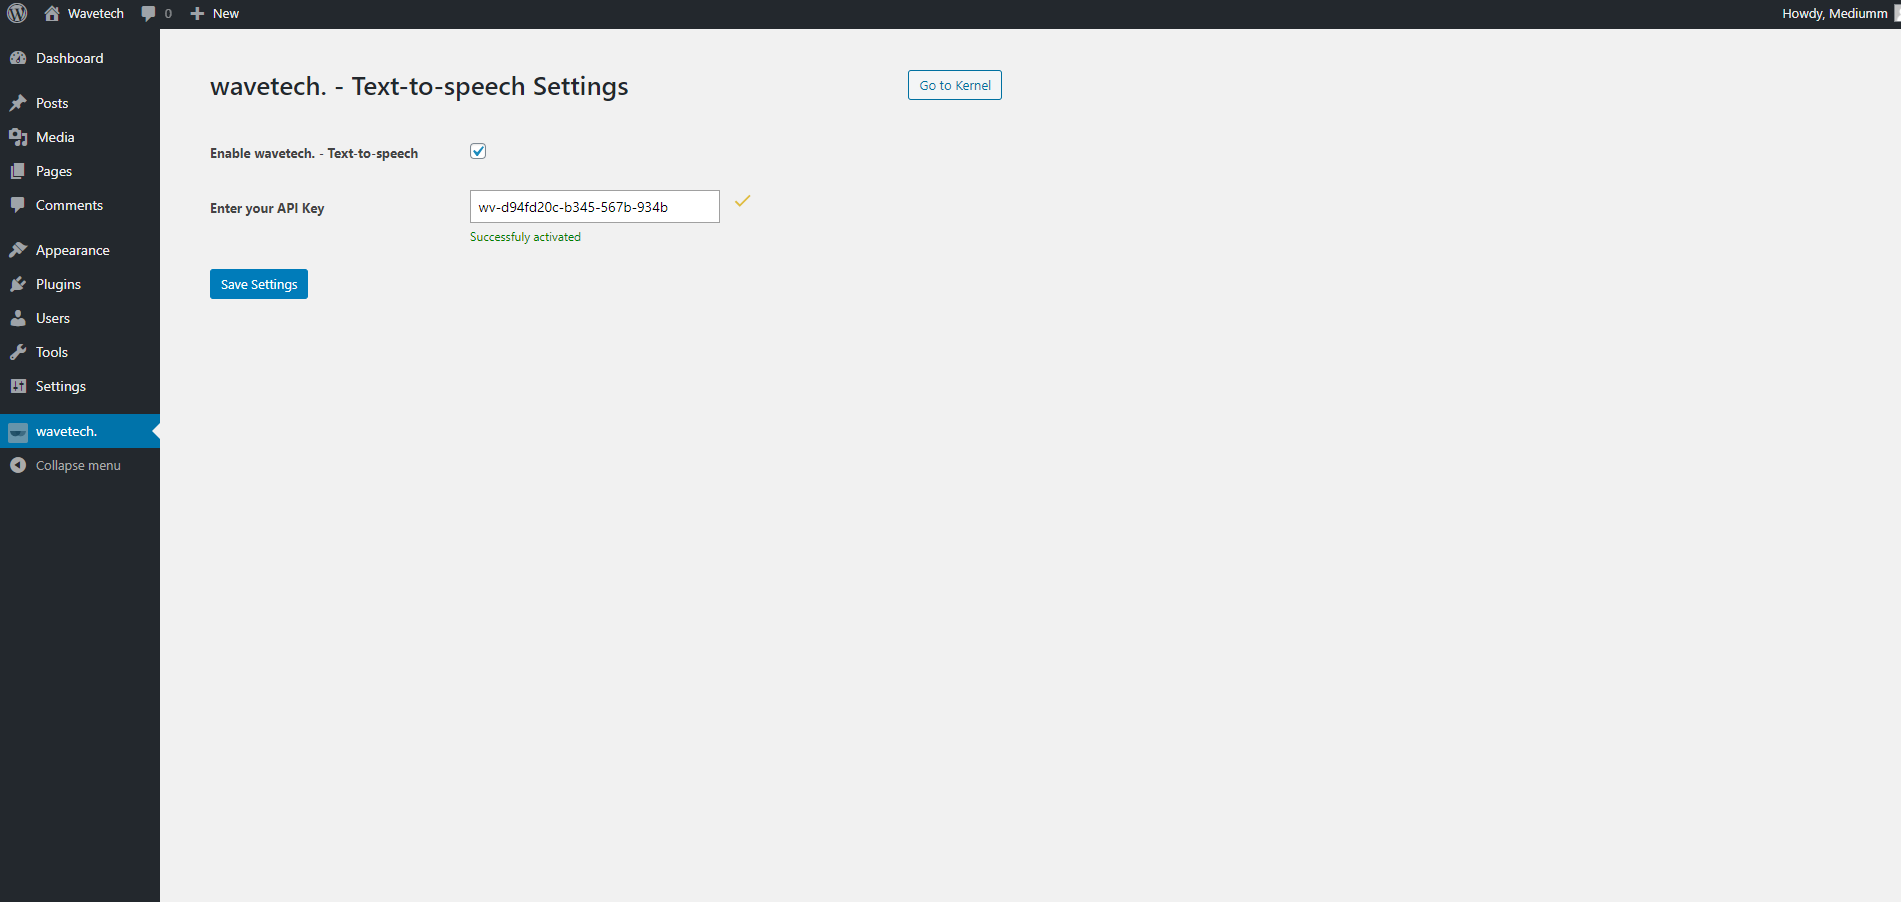 Wavetech
0
New
Howdy, Mediumm
Dashboard
Posts
Media
Pages
Comments
Appearance
Plugins
Users
Tools
Settings
wavetech.
Collapse menu
wavetech. - Text-to-speech Settings
Go to Kernel
Enable wavetech. - Text-to-speech
Enter your API Key
wv-d94fd20c-b345-567b-934b
Successfuly activated
Save Settings